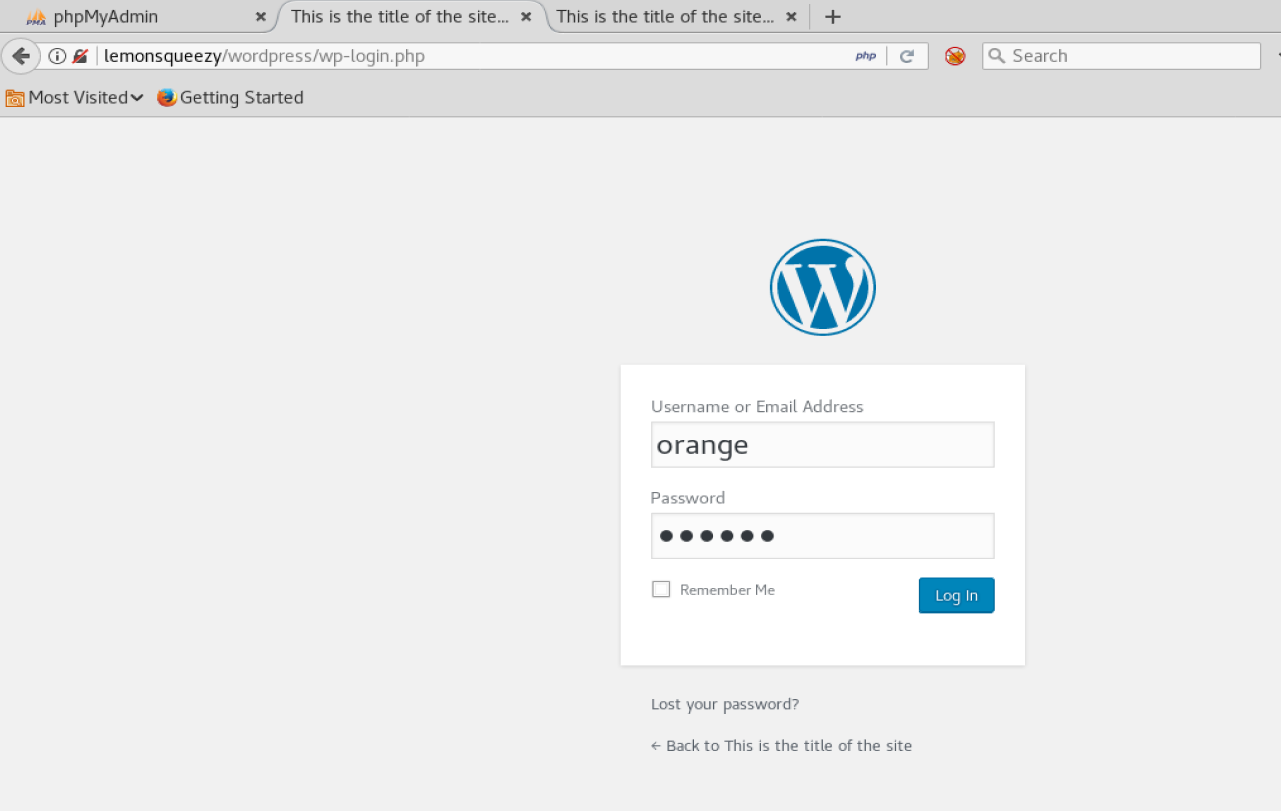 PMA phpMyAdmin × This is the title of the site... × This is the title of the site... × +
lemonsqueezy/wordpress/wp-login.php php Search
Most Visited Getting Started
W
Username or Email Address
orange
Password
●●●●●●
Remember Me Log In
Lost your password?
← Back to This is the title of the site